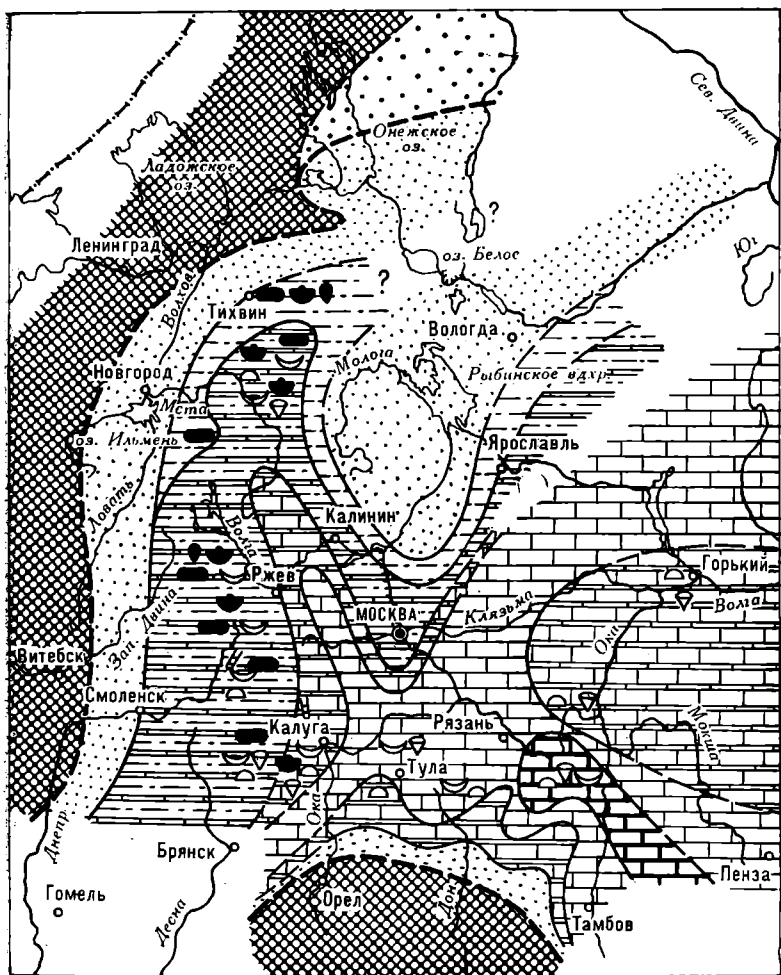 Сев. Двина
Онежское
оз.
Ладожское
оз.
?
Ленинград
оз. Белое
Юг
Волхов
?
Тихвин
Вологда
Молога
Новгород
Рыбинское вдхр.
Мста
оз. Ильмень
Ярославль
Ловать
Калинин
Волга
Ржев
Горький
МОСКВА
Клязьма
Волга
Зап. Двина
Ока
Витебск
Смоленск
Калуга
Рязань
Мокша
Тула
Ока
Днепр
Брянск
Пенза
Гомель
Орел
Дон
Тамбов
Десна